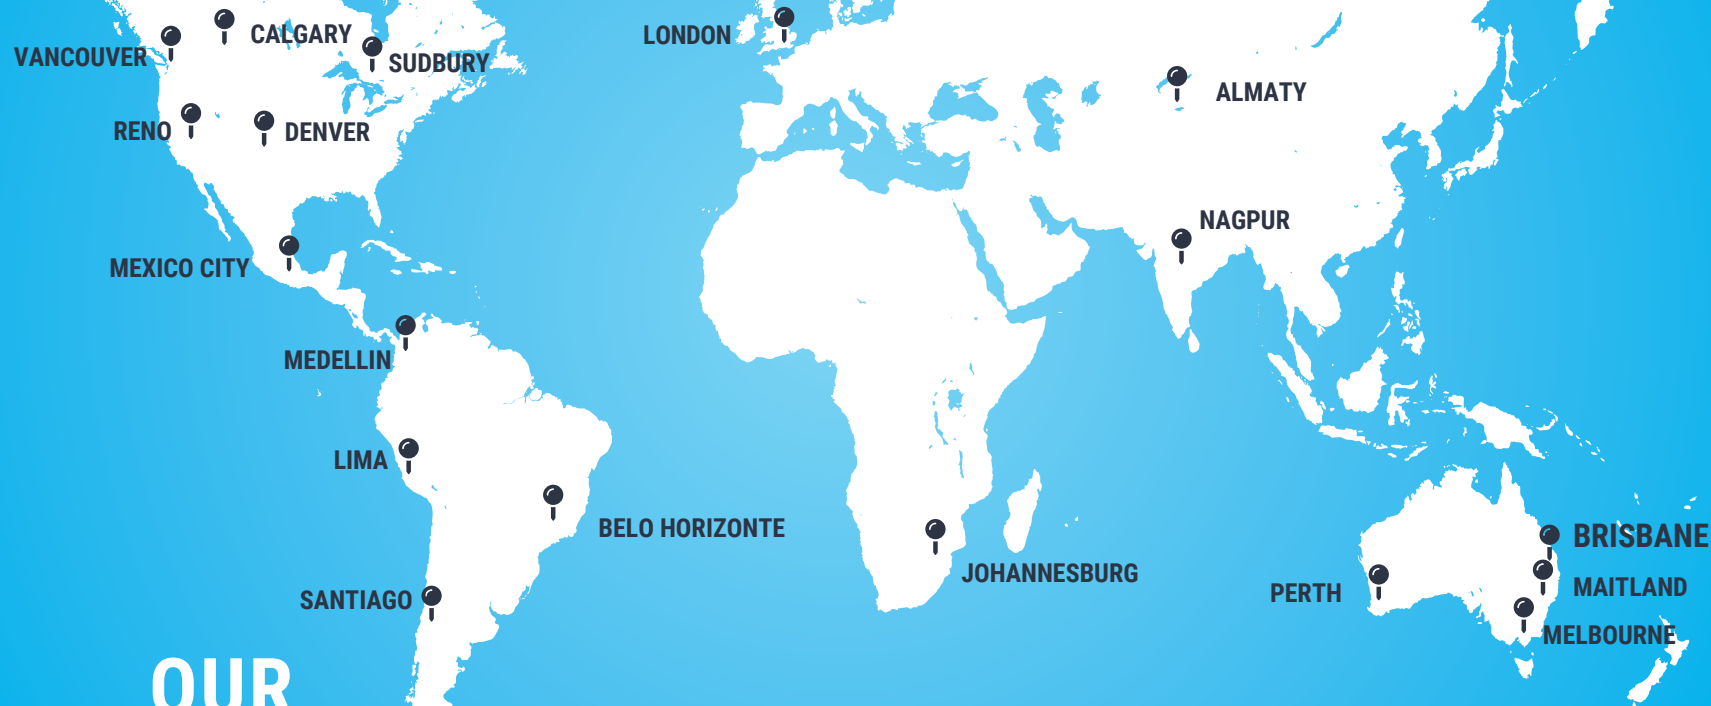 CALGARY
LONDON
VANCOUVER
SUDBURY
ALMATY
RENO
DENVER
NAGPUR
MEXICO CITY
MEDELLIN
LIMA
BELO HORIZONTE
BRISBANE
JOHANNESBURG
PERTH
MAITLAND
SANTIAGO
MELBOURNE
OUR